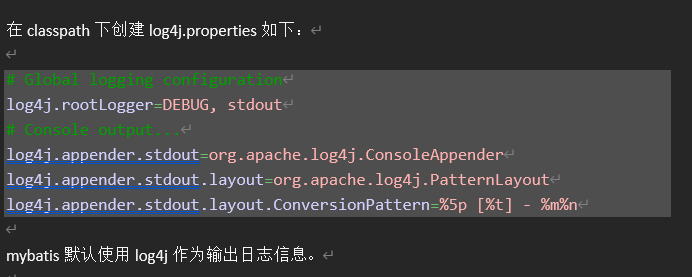 在 classpath 下创建 log4j.properties 如下：
# Global logging configuration
log4j.rootLogger=DEBUG, stdout
# Console output...
log4j.appender.stdout=org.apache.log4j.ConsoleAppender
log4j.appender.stdout.layout=org.apache.log4j.PatternLayout
log4j.appender.stdout.layout.ConversionPattern=%5p [%t] - %m%n
mybatis 默认使用 log4j 作为输出日志信息。